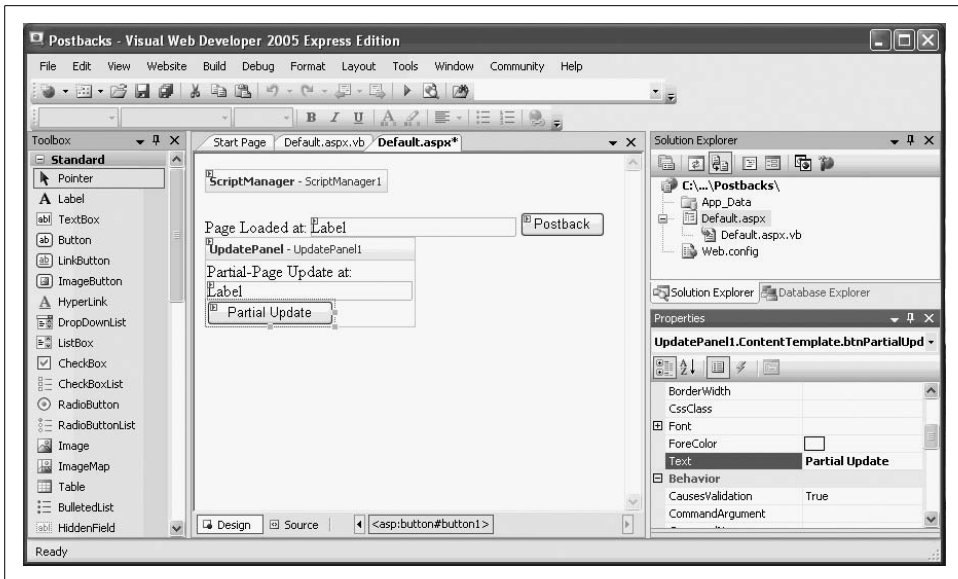 Postbacks - Visual Web Developer 2005 Express Edition
File Edit View Website Build Debug Format Layout Tools Window Community Help
B I U A
Toolbox
Start Page Default.aspx.vb Default.aspx*
Standard
Pointer
A Label
abl TextBox
ab Button
ab LinkButton
ImageButton
A HyperLink
DropDownList
ListBox
CheckBox
CheckBoxList
RadioButton
RadioButtonList
Image
ImageMap
Table
BulletedList
abl HiddenField
ScriptManager - ScriptManager1
Page Loaded at: Label Postback
UpdatePanel - UpdatePanel1
Partial-Page Update at:
Label
Partial Update
Design Source <asp:button#button1>
Solution Explorer
C:\...\Postbacks\
App_Data
Default.aspx
Default.aspx.vb
Web.config
Solution Explorer Database Explorer
Properties
UpdatePanel1.ContentTemplate.btnPartialUpd
BorderWidth
CssClass
Font
ForeColor
Text Partial Update
Behavior
CausesValidation True
CommandArgument
Ready